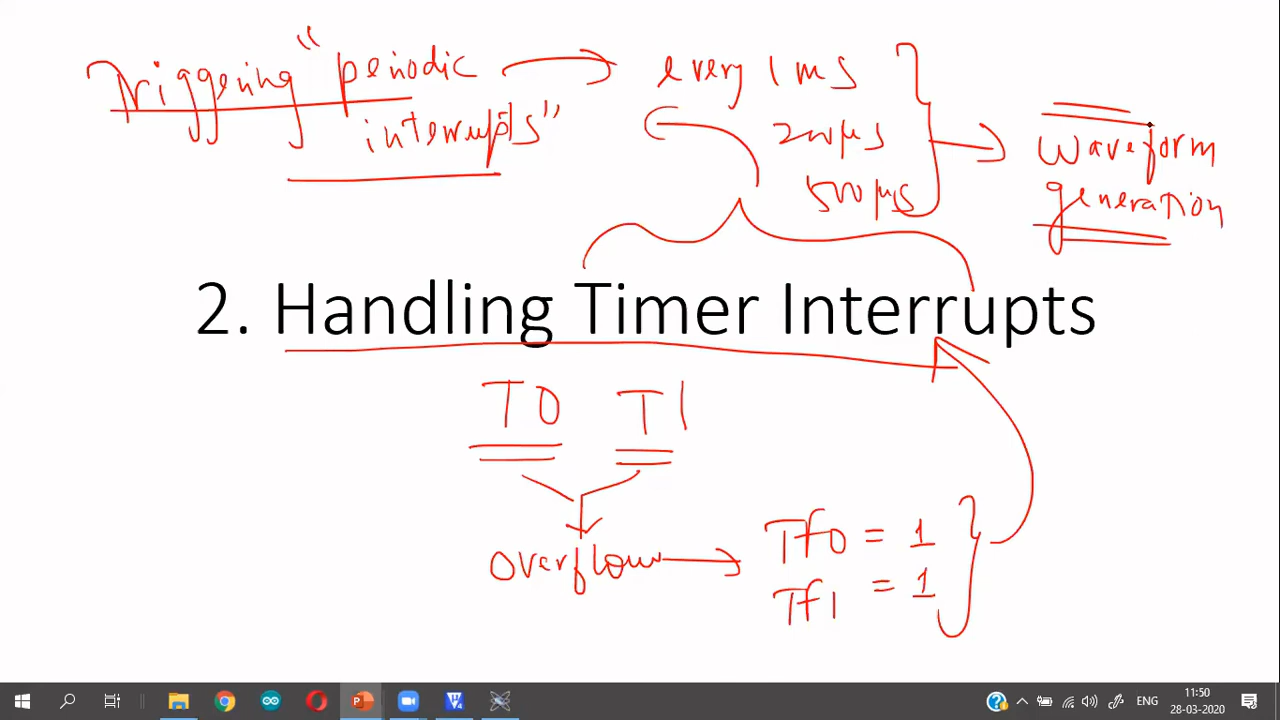 Triggering "periodic
interrupts"
every 1ms
200μs
500μs
Waveform
generation
2. Handling Timer Interrupts
T0 T1
Overflow
Tf0 = 1
Tf1 = 1
ENG
11:50
28-03-2020